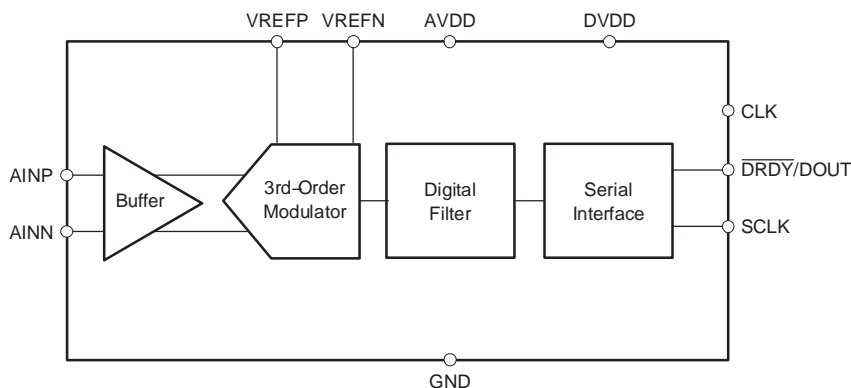 VREFP VREFN AVDD DVDD
CLK
AINP
Buffer
AINN
3rd–Order
Modulator
Digital
Filter
Serial
Interface
DRDY/DOUT
SCLK
GND